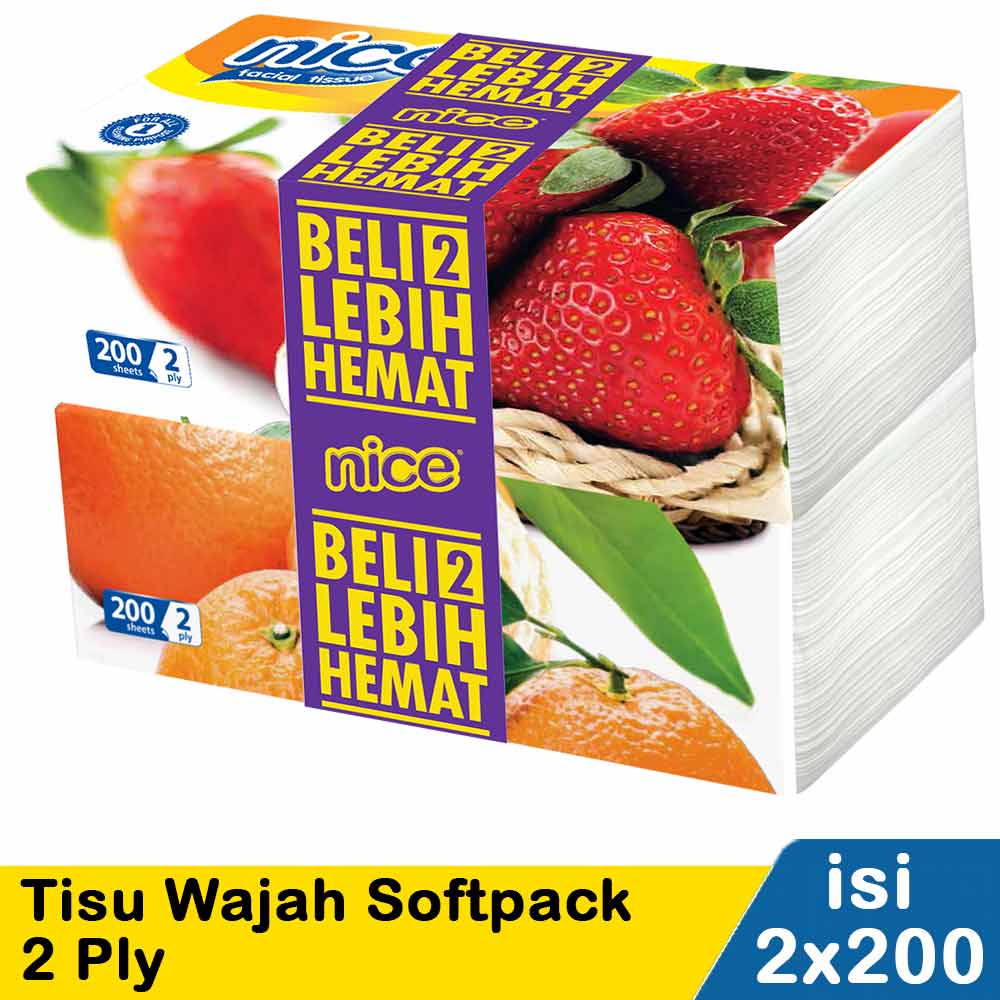 nice
facial tissue
BELI 2
LEBIH
HEMAT
nice
BELI 2
LEBIH
HEMAT
BELI 2
LEBIH
HEMAT
200 2
sheets ply
nice
BELI 2
LEBIH
HEMAT
200 2
sheets ply
Tisu Wajah Softpack
2 Ply
isi
2x200